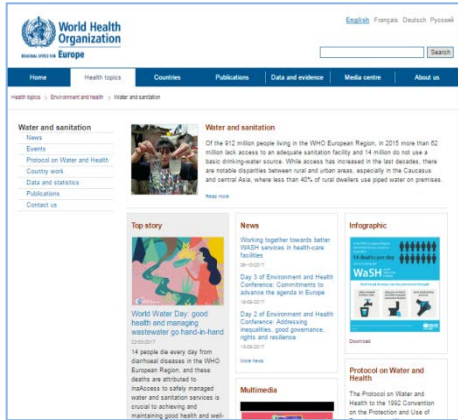 World Health
Organization
REGIONAL OFFICE FOR Europe
English Français Deutsch Русский
Search
Home Health topics Countries Publications Data and evidence Media centre About us
Health topics > Environment and health > Water and sanitation
Water and sanitation
News
Events
Protocol on Water and Health
Country work
Data and statistics
Publications
Contact us
Water and sanitation
Of the 912 million people living in the WHO European Region, in 2015 more than 62
million lack access to an adequate sanitation facility and 14 million do not use a
basic drinking-water source. While access has increased in the last decades, there
are notable disparities between rural and urban areas, especially in the Caucasus
and central Asia, where less than 40% of rural dwellers use piped water on premises.
Read more
Top story
World Water Day: good
health and managing
wastewater go hand-in-hand
22/03/2017
14 people die every day from
diarrhoeal diseases in the WHO
European Region, and these
deaths are attributed to
inaAccess to safely managed
water and sanitation services is
crucial to achieving and
maintaining good health and well-
News
Working together towards better
WASH services in health-care
facilities
Day 3 of Environment and Health
Conference: Commitments to
advance the agenda in Europe
Day 2 of Environment and Health
Conference: Addressing
inequalities, good governance,
rights and resilience
More news
Multimedia
Infographic
14 deaths per day
WaSH
Download
Protocol on Water and
Health
The Protocol on Water and
Health to the 1992 Convention
on the Protection and Use of